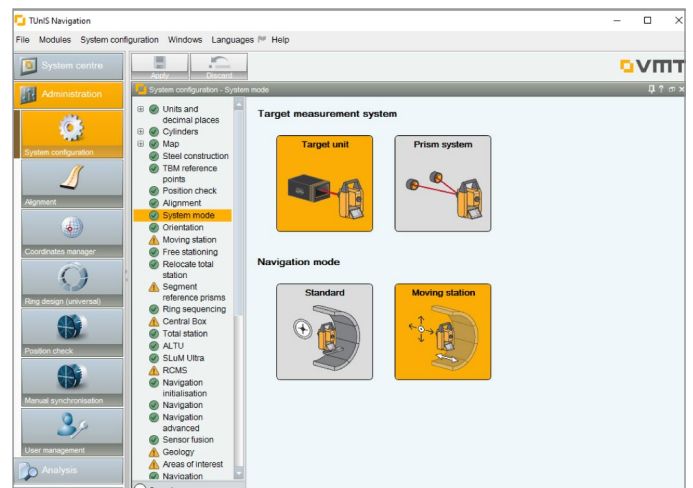 TUnIS Navigation
File Modules System configuration Windows Languages Help
System centre
Apply Discard
vmt
Administration
System configuration - System mode
System configuration
Alignment
Coordinates manager
Ring design (universal)
Position check
Manual synchronisation
User management
Analysis
Units and
decimal places
Cylinders
Map
Steel construction
TBM reference
points
Position check
Alignment
System mode
Orientation
Moving station
Free stationing
Relocate total
station
Segment
reference prisms
Ring sequencing
Central Box
Total station
ALTU
SLuM Ultra
RCMS
Navigation
initialisation
Navigation
Navigation
advanced
Sensor fusion
Geology
Areas of interest
Navigation
Target measurement system
Target unit Prism system
Navigation mode
Standard Moving station